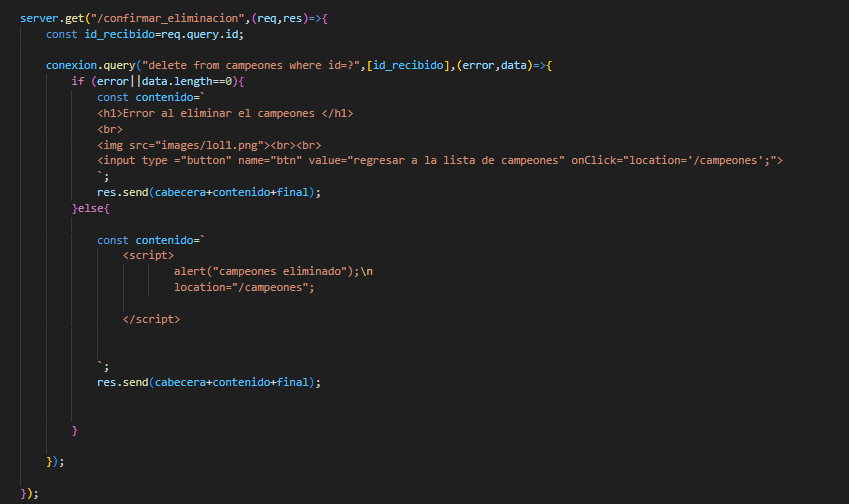 server.get("/confirmar_eliminacion",(req,res)=>{
const id_recibido=req.query.id;
conexion.query("delete from campeones where id=?",[id_recibido],(error,data)=>{
if (error||data.length==0){
const contenido=`
<h1>Error al eliminar el campeones </h1>
<br>
<img src="images/lol1.png"><br><br>
<input type ="button" name="btn" value="regresar a la lista de campeones" onClick="location='/campeones';">
`;
res.send(cabecera+contenido+final);
}else{
const contenido=`
<script>
alert("campeones eliminado");\n
location="/campeones";
</script>
`;
res.send(cabecera+contenido+final);
}
});
});